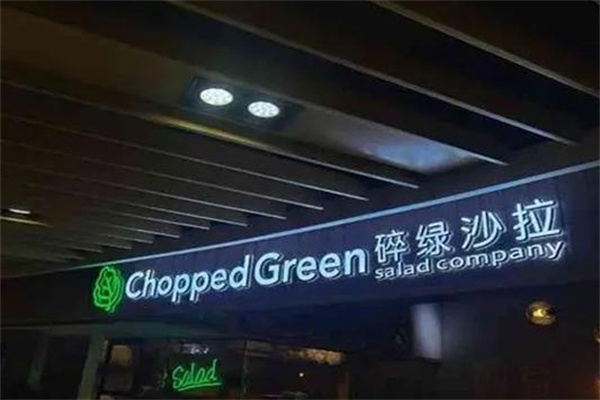 ChoppedGreen 碎绿沙拉
salad company
Salad